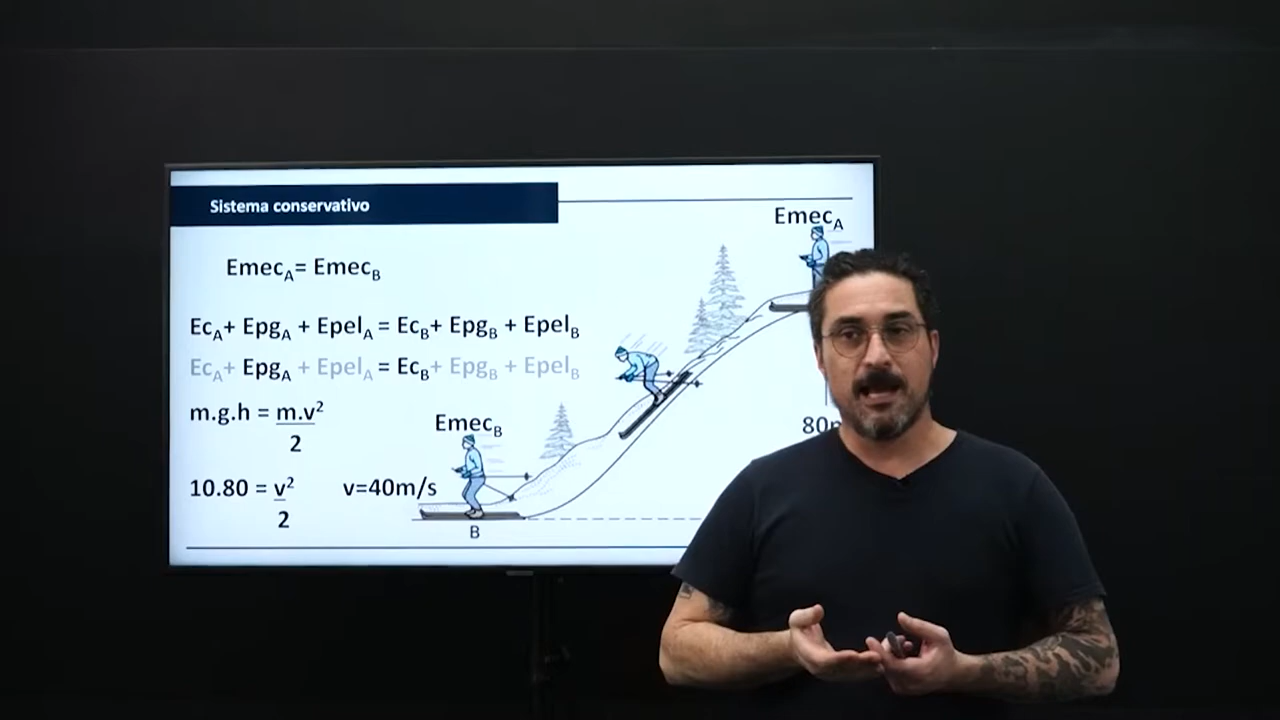 Sistema conservativo
Emec_A
Emec_A= Emec_B
Ec_A+ Epg_A + Epel_A = Ec_B+ Epg_B + Epel_B
Ec_A+ Epg_A + Epel_A = Ec_B+ Epg_B + Epel_B
m.g.h = m.v²
2
Emec_B
10.80 = v²
2
v=40m/s
B